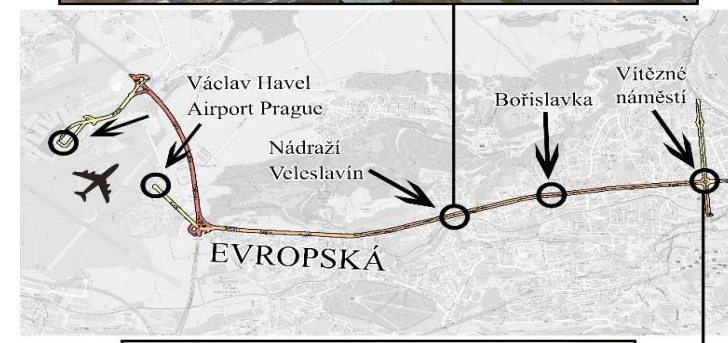 Václav Havel
Airport Prague
Nádraží
Veleslavín
Bořislavka
Vítězné
náměstí
EVROPSKÁ